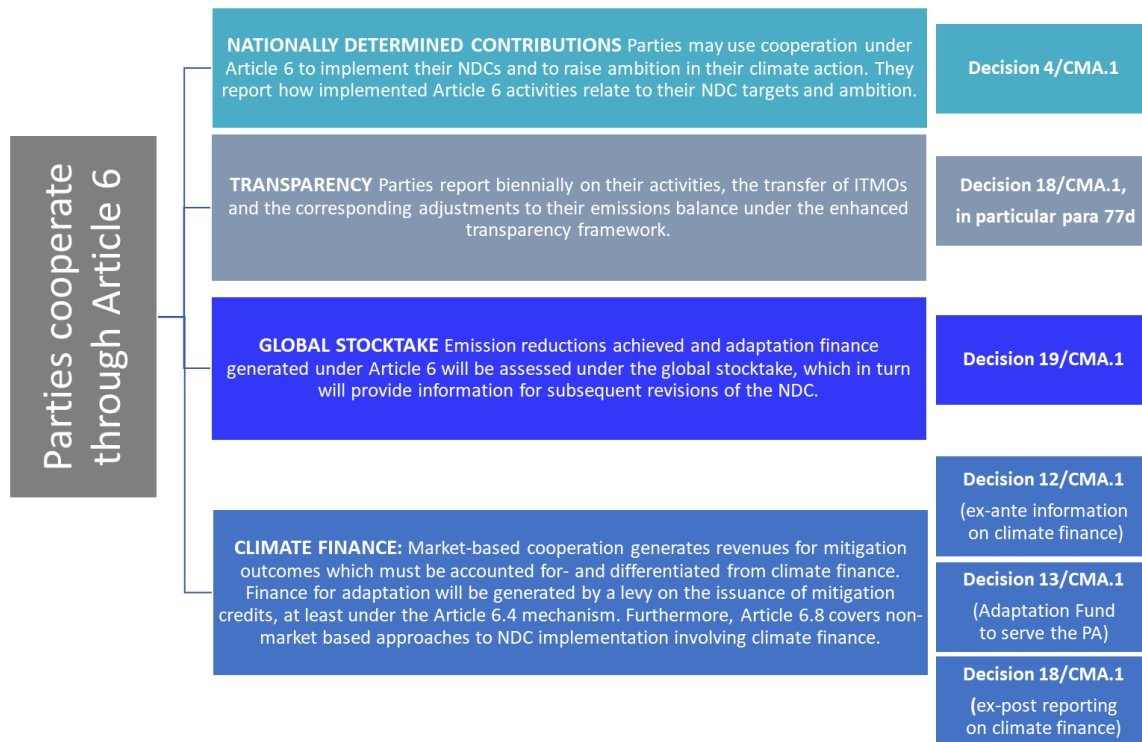 Parties cooperate
through Article 6
NATIONALLY DETERMINED CONTRIBUTIONS Parties may use cooperation under
Article 6 to implement their NDCs and to raise ambition in their climate action. They
report how implemented Article 6 activities relate to their NDC targets and ambition.
Decision 4/CMA.1
TRANSPARENCY Parties report biennially on their activities, the transfer of ITMOs
and the corresponding adjustments to their emissions balance under the enhanced
transparency framework.
Decision 18/CMA.1,
in particular para 77d
GLOBAL STOCKTAKE Emission reductions achieved and adaptation finance
generated under Article 6 will be assessed under the global stocktake, which in turn
will provide information for subsequent revisions of the NDC.
Decision 19/CMA.1
CLIMATE FINANCE: Market-based cooperation generates revenues for mitigation
outcomes which must be accounted for- and differentiated from climate finance.
Finance for adaptation will be generated by a levy on the issuance of mitigation
credits, at least under the Article 6.4 mechanism. Furthermore, Article 6.8 covers non-
market based approaches to NDC implementation involving climate finance.
Decision 12/CMA.1
(ex-ante information
on climate finance)
Decision 13/CMA.1
(Adaptation Fund
to serve the PA)
Decision 18/CMA.1
(ex-post reporting
on climate finance)